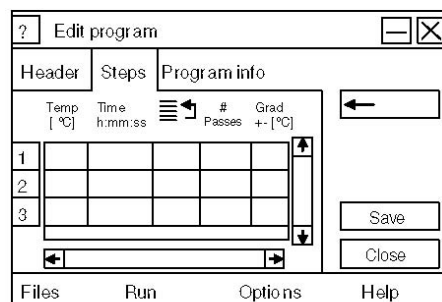 ? Edit program
Header Steps Program info
Temp Time # Grad
[ °C] h:mm:ss Passes +- [°C]
1
2
3
Save
Close
Files Run Options Help